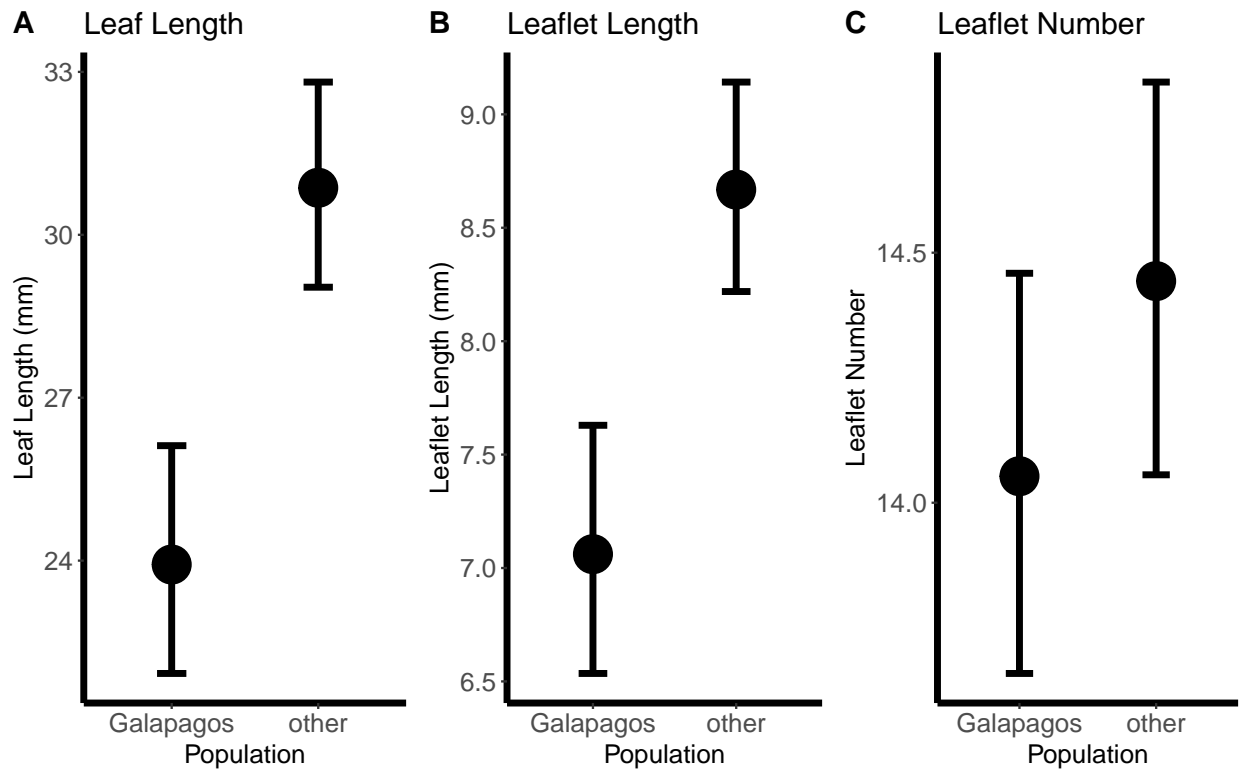 A Leaf Length
Leaf Length (mm)
33
30
27
24
Galapagos other
Population
B Leaflet Length
Leaflet Length (mm)
9.0
8.5
8.0
7.5
7.0
6.5
Galapagos other
Population
C Leaflet Number
Leaflet Number
14.5
14.0
Galapagos other
Population